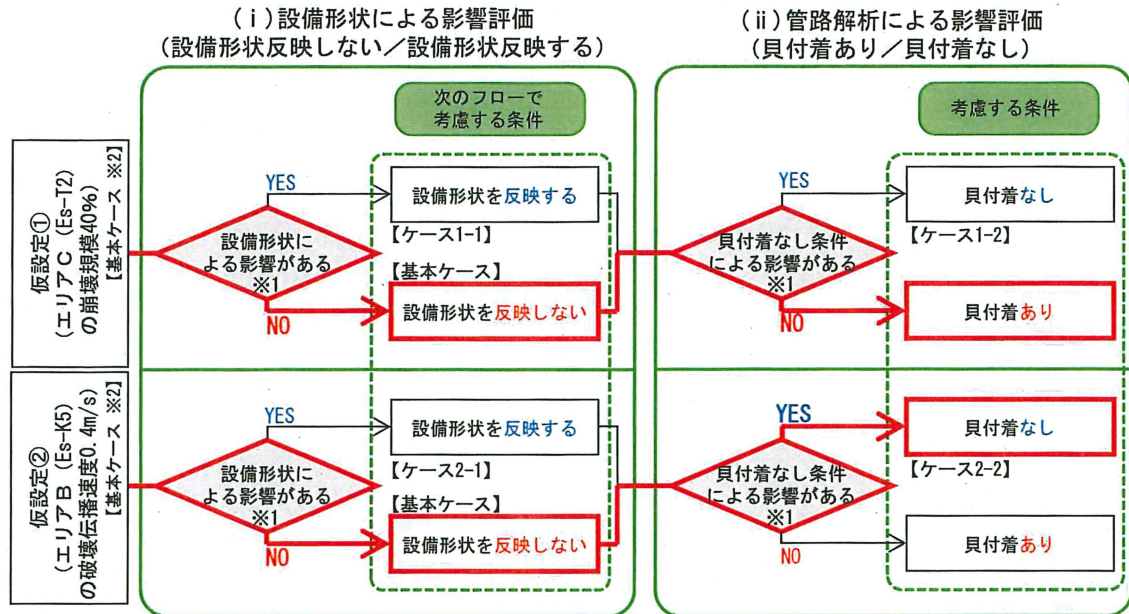 (ⅰ)設備形状による影響評価
(設備形状反映しない／設備形状反映する)
(ⅱ)管路解析による影響評価
(貝付着あり／貝付着なし)
仮設定①
(エリアC(Es-T2)
の崩壊規模40%)
【基本ケース ※2】
次のフローで
考慮する条件
YES
設備形状を反映する
【ケース1-1】
設備形状に
よる影響がある
※1
【基本ケース】
NO
設備形状を反映しない
考慮する条件
YES
貝付着なし
【ケース1-2】
貝付着なし条件
による影響がある
※1
NO
貝付着あり
仮設定②
(エリアB(Es-K5)
の破壊伝播速度0.4m/s)
【基本ケース ※2】
YES
設備形状を反映する
【ケース2-1】
設備形状に
よる影響がある
※1
【基本ケース】
NO
設備形状を反映しない
YES
貝付着なし
【ケース2-2】
貝付着なし条件
による影響がある
※1
NO
貝付着あり